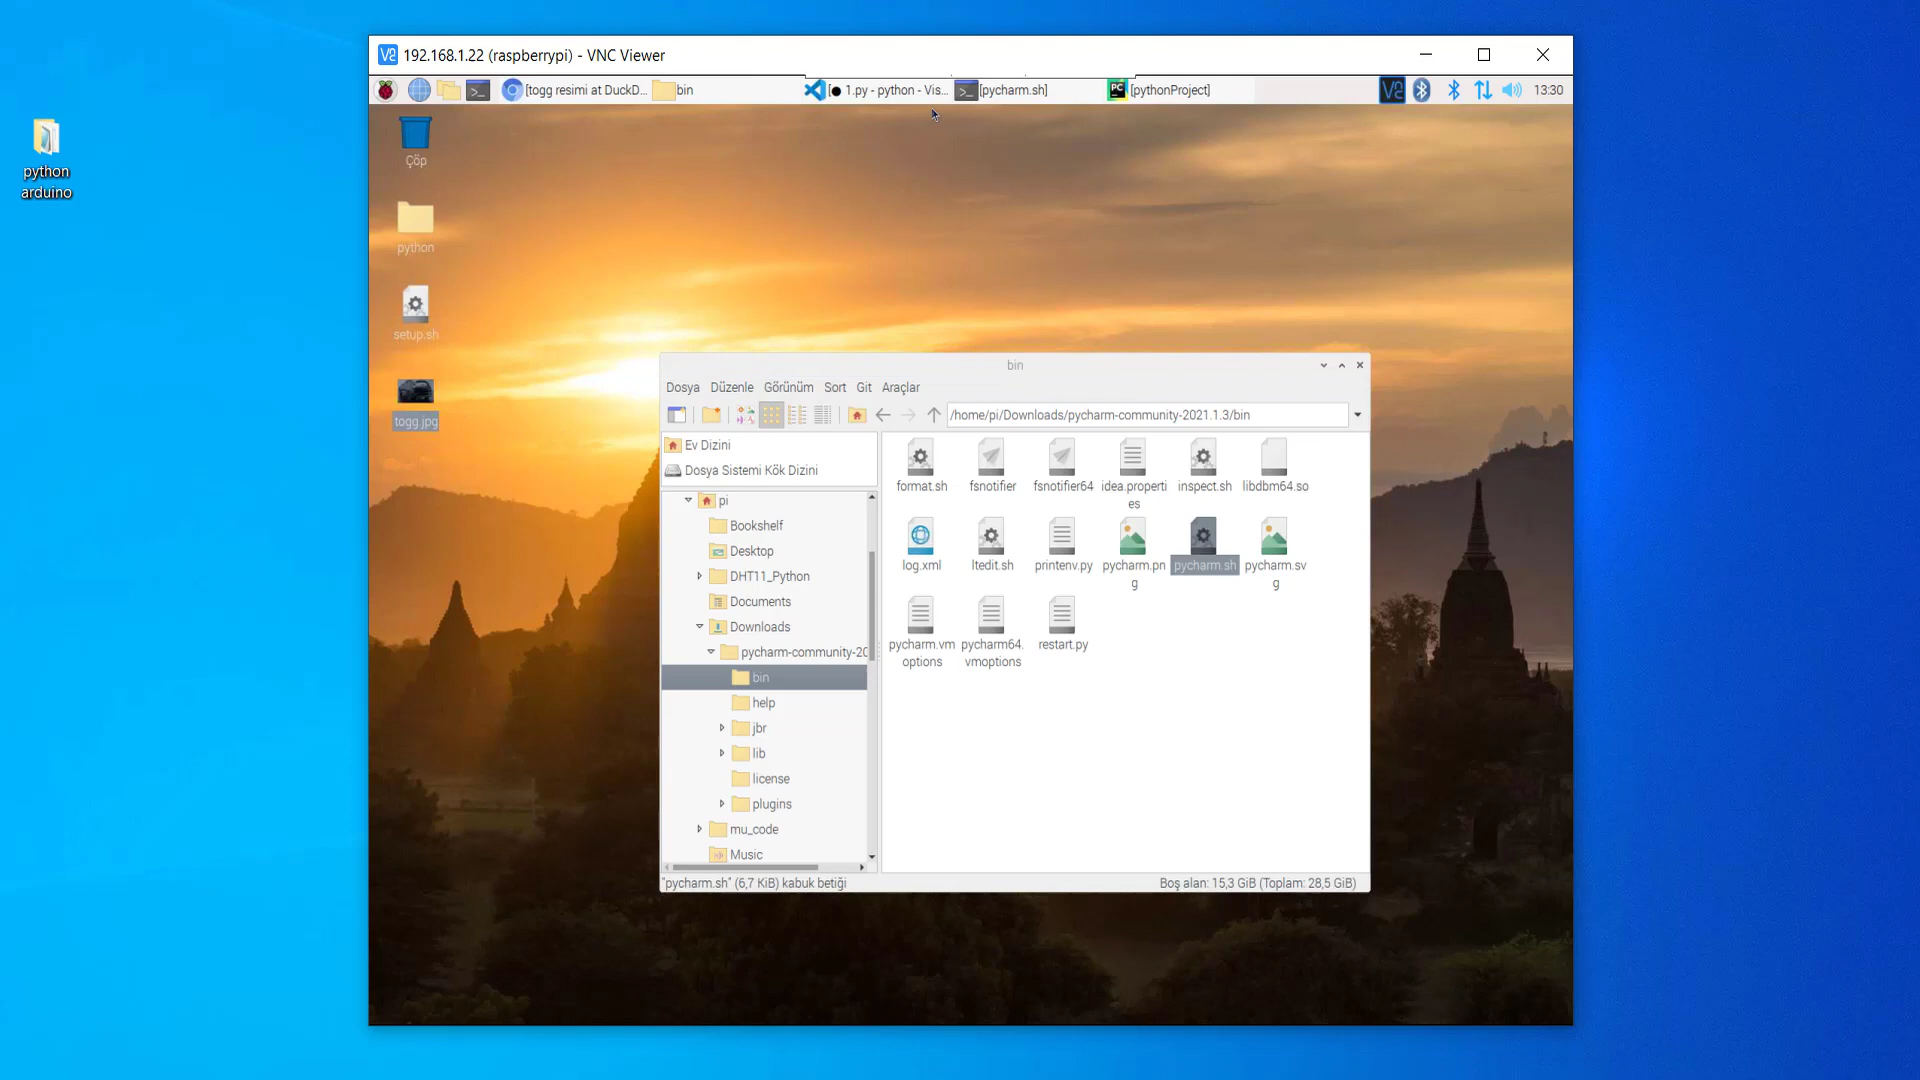 192.168.1.22 (raspberrypi) - VNC Viewer
[togg resimi at DuckD...
bin
[● 1.py - python - Vis...
[pycharm.sh]
[pythonProject]
13:30
python
arduino
Çöp
python
setup.sh
togg.jpg
bin
Dosya
Düzenle
Görünüm
Sort
Git
Araçlar
/home/pi/Downloads/pycharm-community-2021.1.3/bin
Ev Dizini
Dosya Sistemi Kök Dizini
pi
Bookshelf
Desktop
DHT11_Python
Documents
Downloads
pycharm-community-20
bin
help
jbr
lib
license
plugins
mu_code
Music
format.sh
fsnotifier
fsnotifier64
idea.properti
es
inspect.sh
libdbm64.so
log.xml
ltedit.sh
printenv.py
pycharm.pn
g
pycharm.sh
pycharm.sv
g
pycharm.vm
options
pycharm64.
vmoptions
restart.py
"pycharm.sh" (6,7 KiB) kabuk betiği
Boş alan: 15,3 GiB (Toplam: 28,5 GiB)